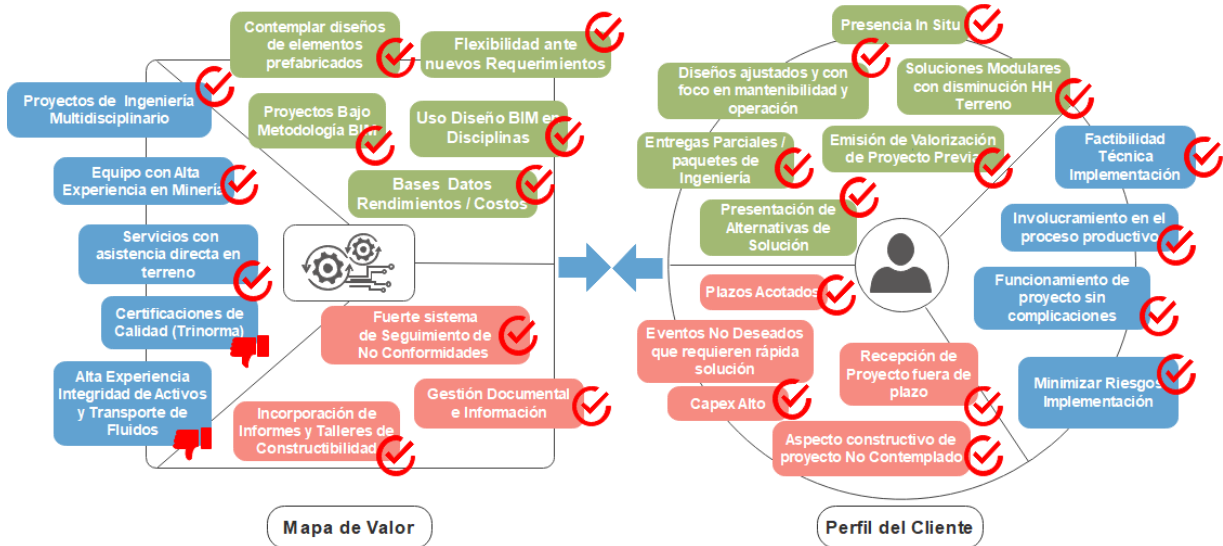 Contemplar diseños
de elementos
prefabricados
Flexibilidad ante
nuevos Requerimientos
Proyectos de Ingeniería
Multidisciplinario
Proyectos Bajo
Metodología BIM
Uso Diseño BIM en
Disciplinas
Equipo con Alta
Experiencia en Minería
Bases Datos
Rendimientos / Costos
Servicios con
asistencia directa en
terreno
Certificaciones de
Calidad (Trinorma)
Fuerte sistema
de Seguimiento de
No Conformidades
Alta Experiencia
Integridad de Activos
y Transporte de
Fluidos
Gestión Documental
e Información
Incorporación de
Informes y Talleres de
Constructibilidad
Mapa de Valor
Presencia In Situ
Diseños ajustados y con
foco en mantenibilidad y
operación
Soluciones Modulares
con disminución HH
Terreno
Entregas Parciales /
paquetes de
Ingeniería
Emisión de Valorización
de Proyecto Previa
Factibilidad
Técnica
Implementación
Presentación de
Alternativas de
Solución
Involucramiento en el
proceso productivo
Plazos Acotados
Funcionamiento de
proyecto sin
complicaciones
Eventos No Deseados
que requieren rápida
solución
Recepción de
Proyecto fuera de
plazo
Minimizar Riesgos
Implementación
Capex Alto
Aspecto constructivo de
proyecto No Contemplado
Perfil del Cliente